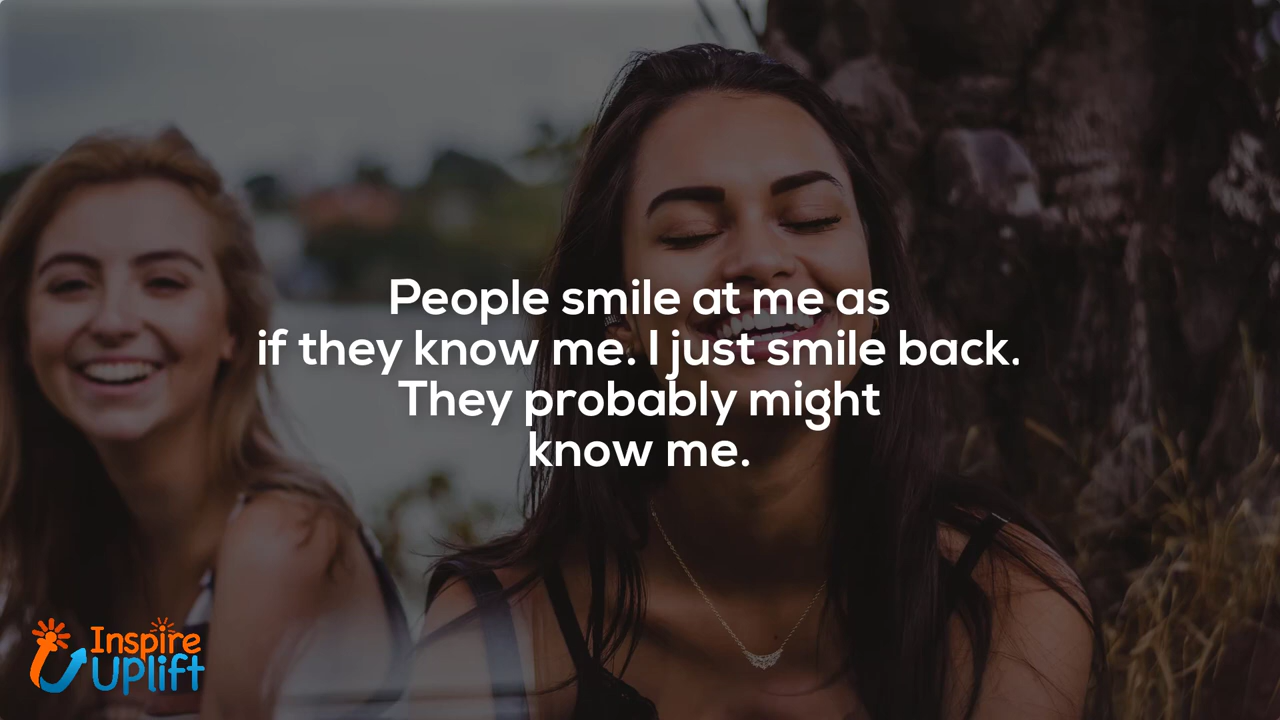 People smile at me as
if they know me. I just smile back.
They probably might
know me.
Inspire
Uplift